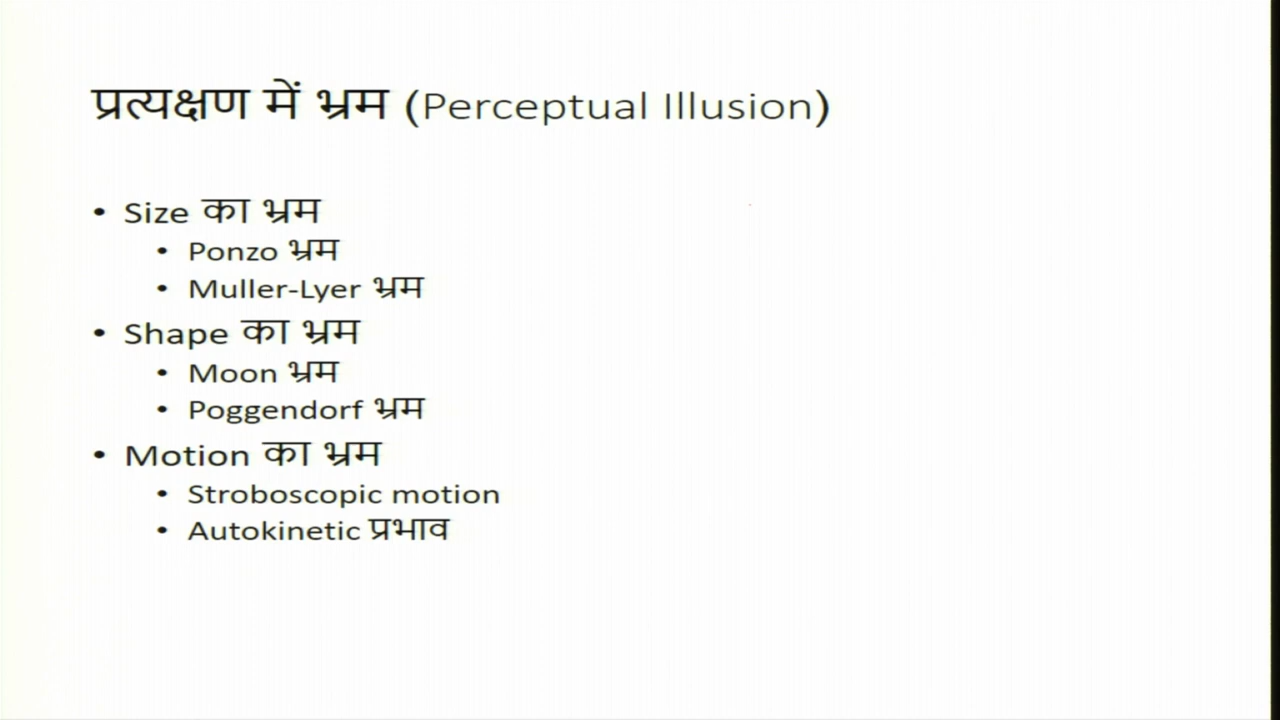 प्रत्यक्षण में भ्रम (Perceptual Illusion)
• Size का भ्रम
• Ponzo भ्रम
• Muller-Lyer भ्रम
• Shape का भ्रम
• Moon भ्रम
• Poggendorf भ्रम
• Motion का भ्रम
• Stroboscopic motion
• Autokinetic प्रभाव